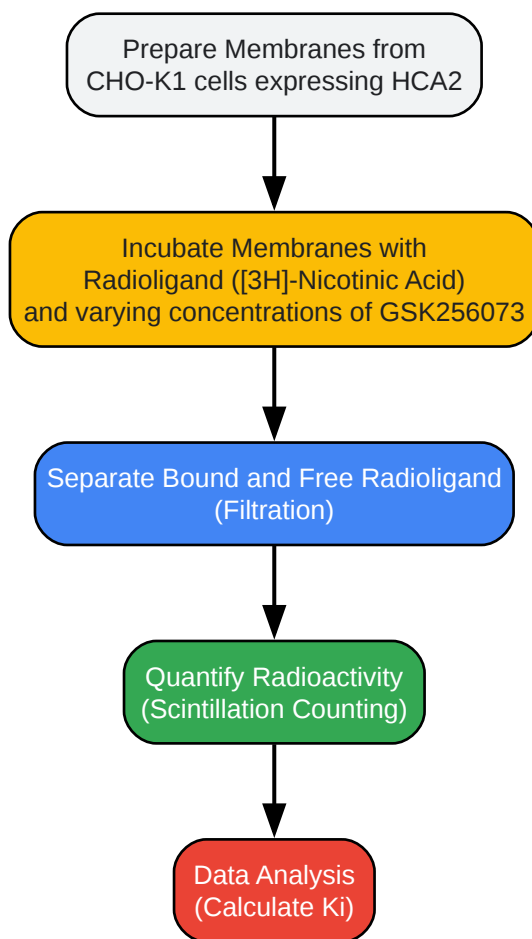 Prepare Membranes from
CHO-K1 cells expressing HCA2
Incubate Membranes with
Radioligand ([3H]-Nicotinic Acid)
and varying concentrations of GSK256073
Separate Bound and Free Radioligand
(Filtration)
Quantify Radioactivity
(Scintillation Counting)
Data Analysis
(Calculate Ki)